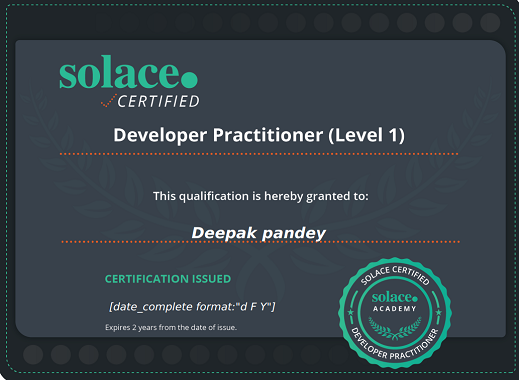 solace.
CERTIFIED
Developer Practitioner (Level 1)
This qualification is hereby granted to:
Deepak pandey
CERTIFICATION ISSUED
[date_complete format:"d F Y"]
Expires 2 years from the date of issue.
SOLACE CERTIFIED
solace.
ACADEMY
DEVELOPER PRACTITIONER